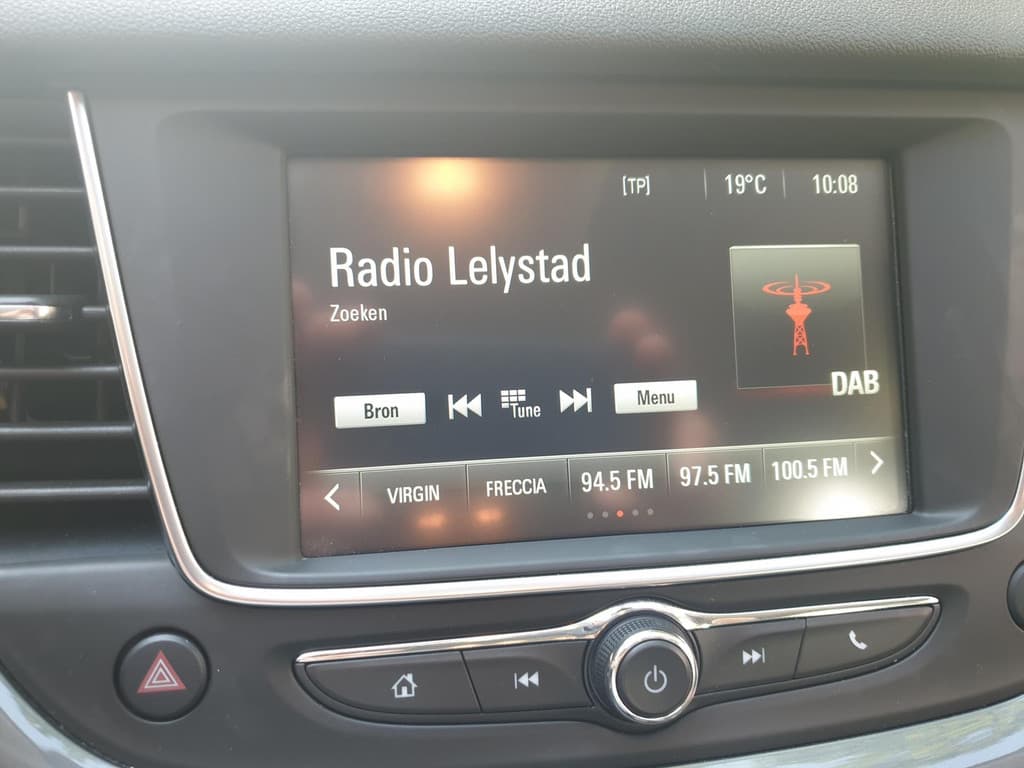 [TP] 19°C 10:08
Radio Lelystad
Zoeken
DAB
Bron Tune Menu
VIRGIN FRECCIA 94.5 FM 97.5 FM 100.5 FM